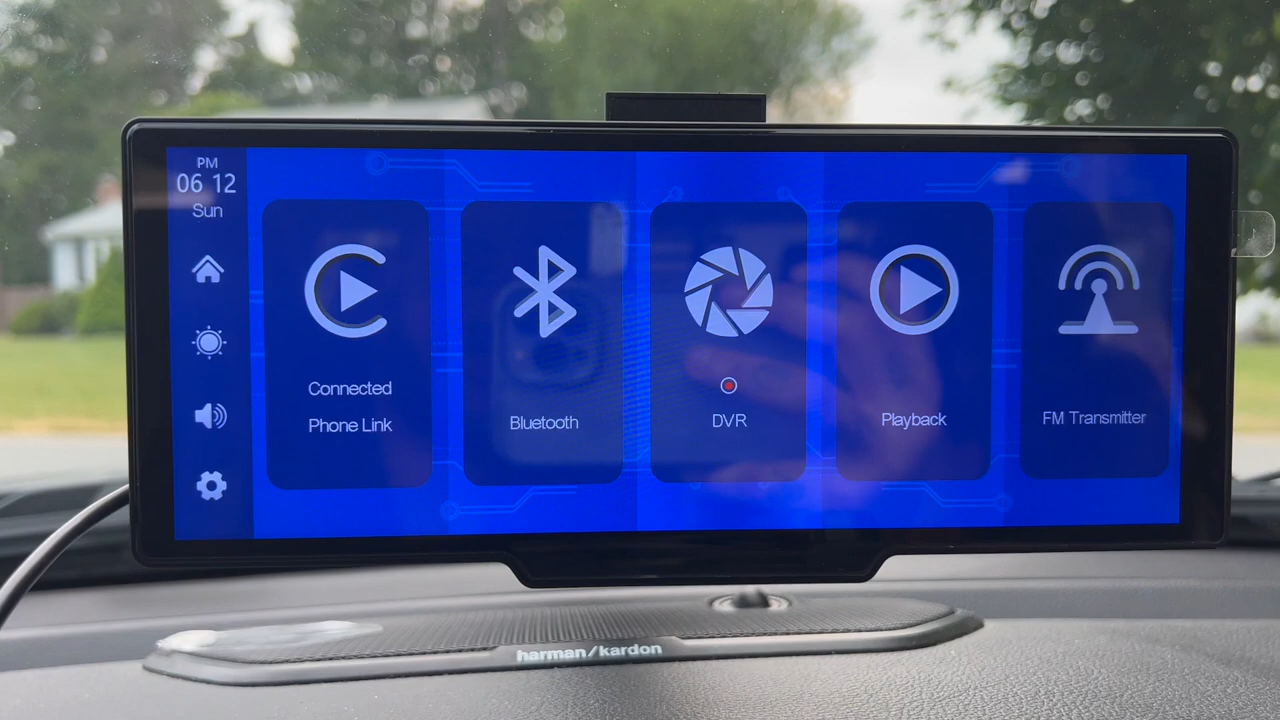 PM
06 12
Sun
Connected
Phone Link
Bluetooth
DVR
Playback
FM Transmitter
harman/kardon